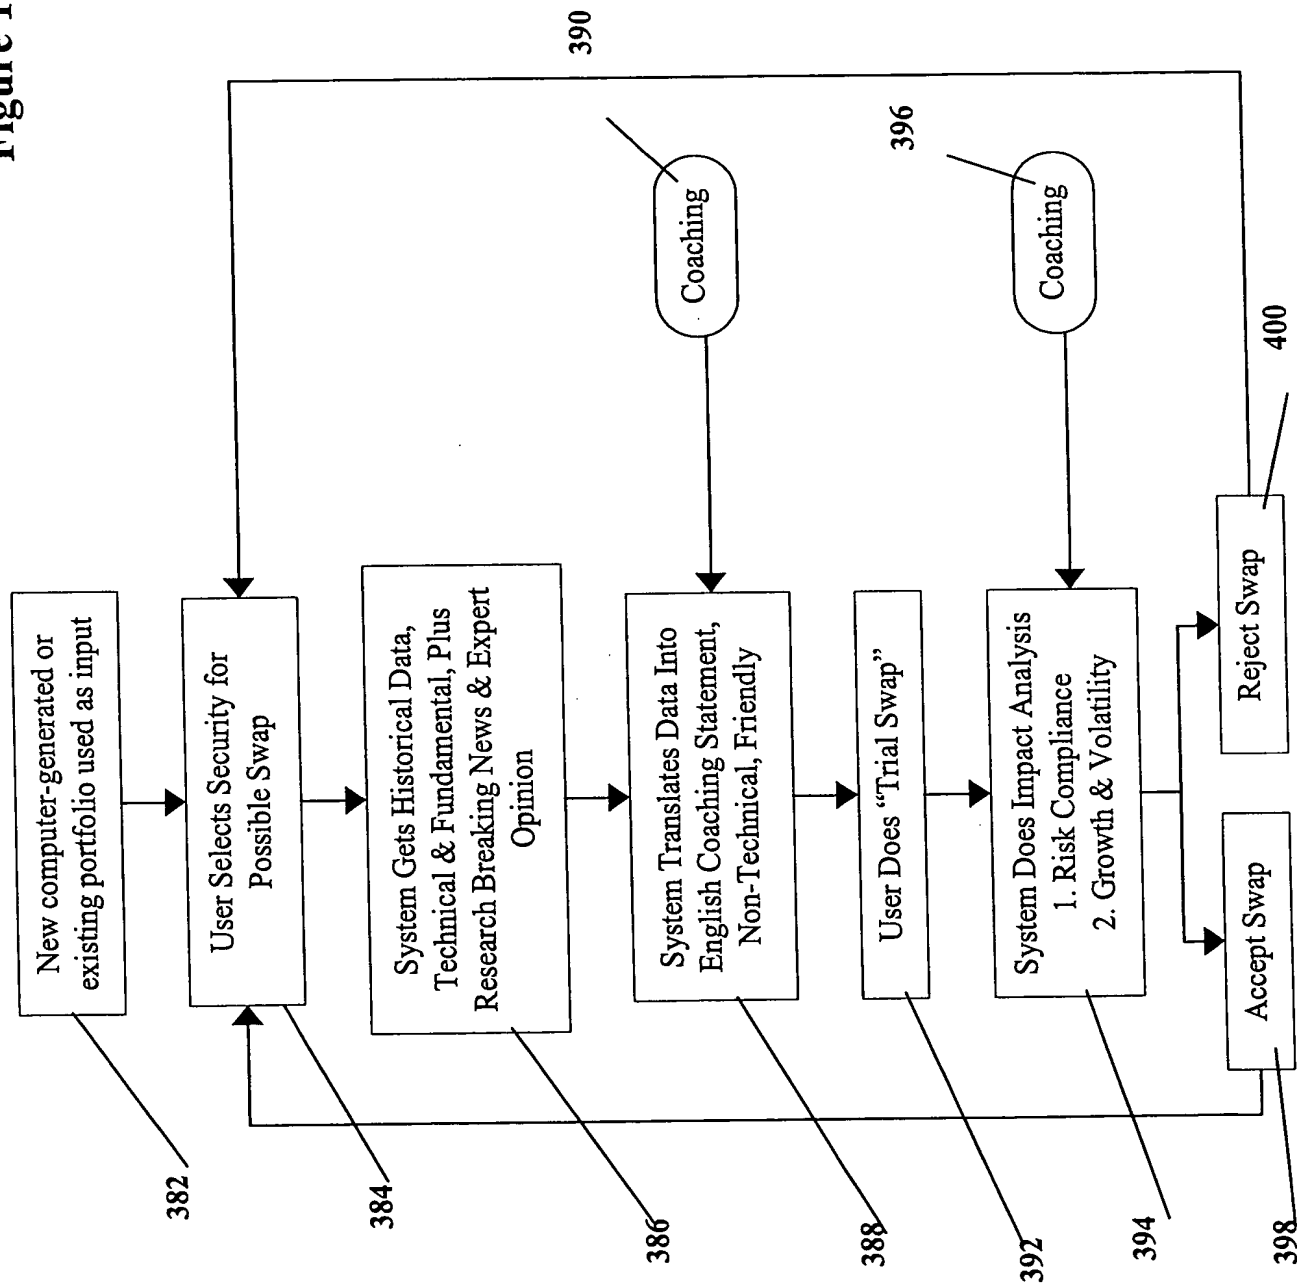 Figure 1
New computer-generated or
existing portfolio used as input
382
User Selects Security for
Possible Swap
384
System Gets Historical Data,
Technical & Fundamental, Plus
Research Breaking News & Expert
Opinion
386
System Translates Data Into
English Coaching Statement,
Non-Technical, Friendly
388
Coaching
390
User Does “Trial Swap”
392
System Does Impact Analysis
1. Risk Compliance
2. Growth & Volatility
394
Coaching
396
Accept Swap
398
Reject Swap
400